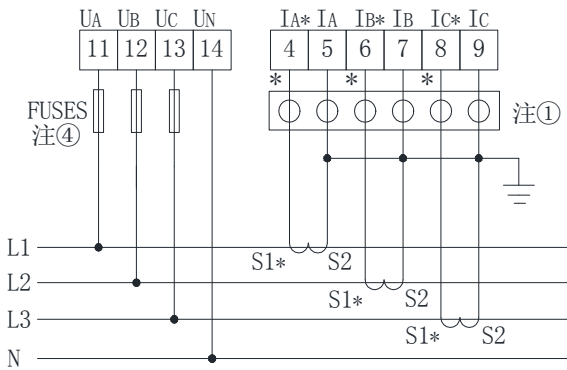 UA UB UC UN IA* IA IB* IB IC* IC
11 12 13 14 4 5 6 7 8 9
* * *
FUSES
注④
注①
L1
S1* S2
L2
S1* S2
L3
S1* S2
N